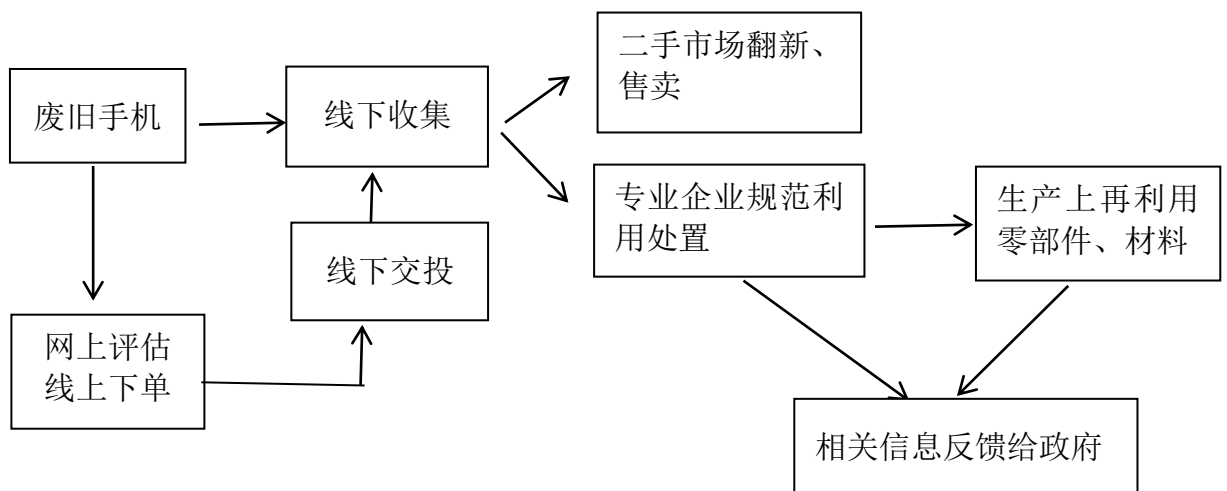 二手市场翻新、
售卖
废旧手机
线下收集
专业企业规范利
用处置
生产上再利用
零部件、材料
线下交投
网上评估
线上下单
相关信息反馈给政府